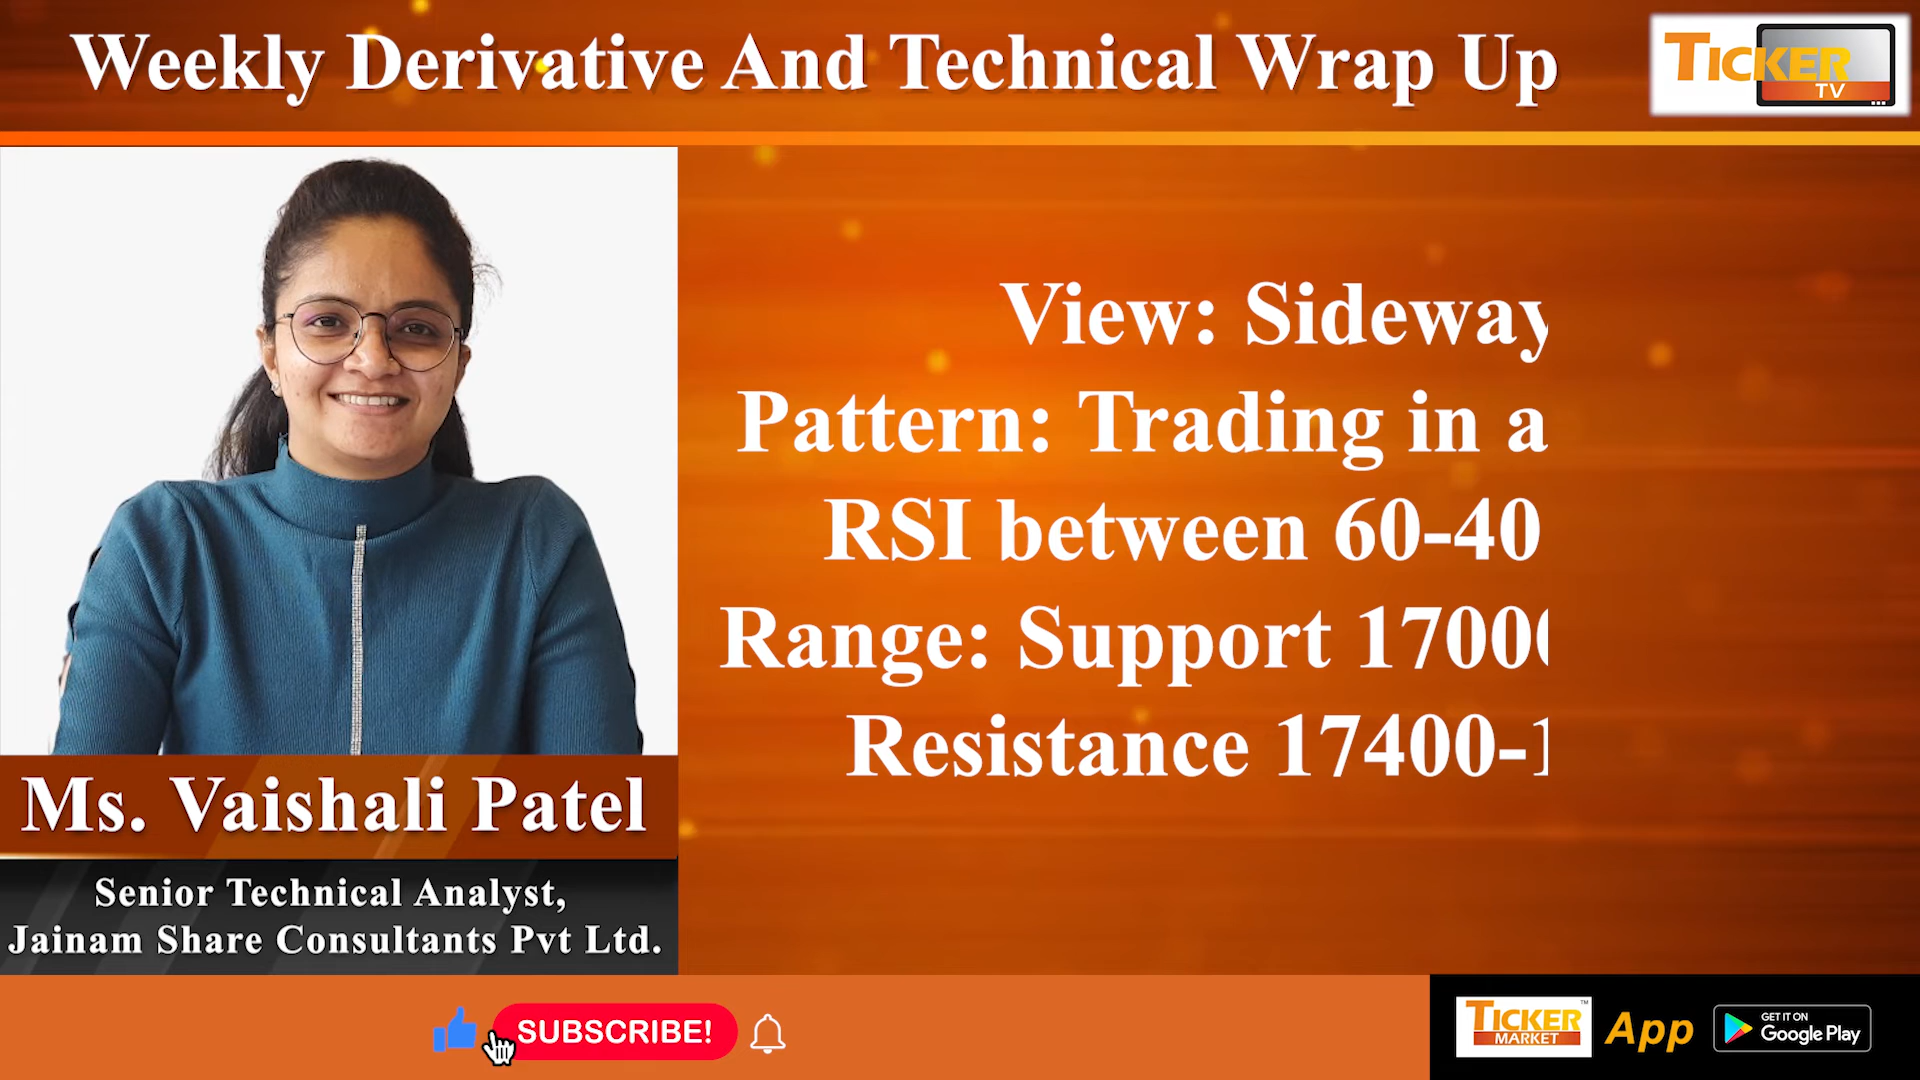 Weekly Derivative And Technical Wrap Up
TICKER
TV
View: Sideway
Pattern: Trading in a
RSI between 60-40
Range: Support 1700
Resistance 17400-
Ms. Vaishali Patel
Senior Technical Analyst,
Jainam Share Consultants Pvt Ltd.
SUBSCRIBE!
TICKER
MARKET
TM
App
GET IT ON
Google Play